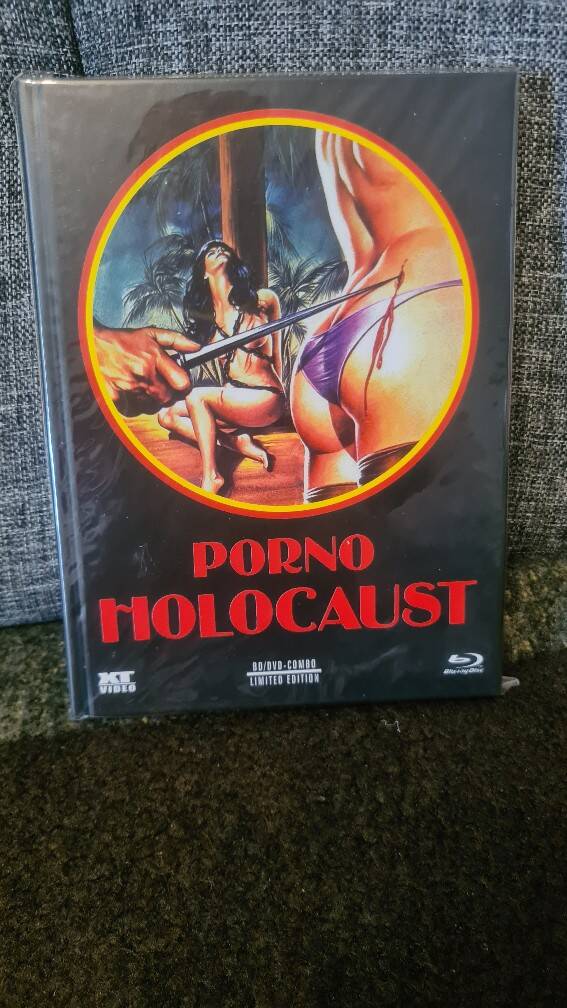 PORNO
HOLOCAUST
XT
VIDEO
BD/DVD-COMBO
LIMITED EDITION
Blu-ray Disc